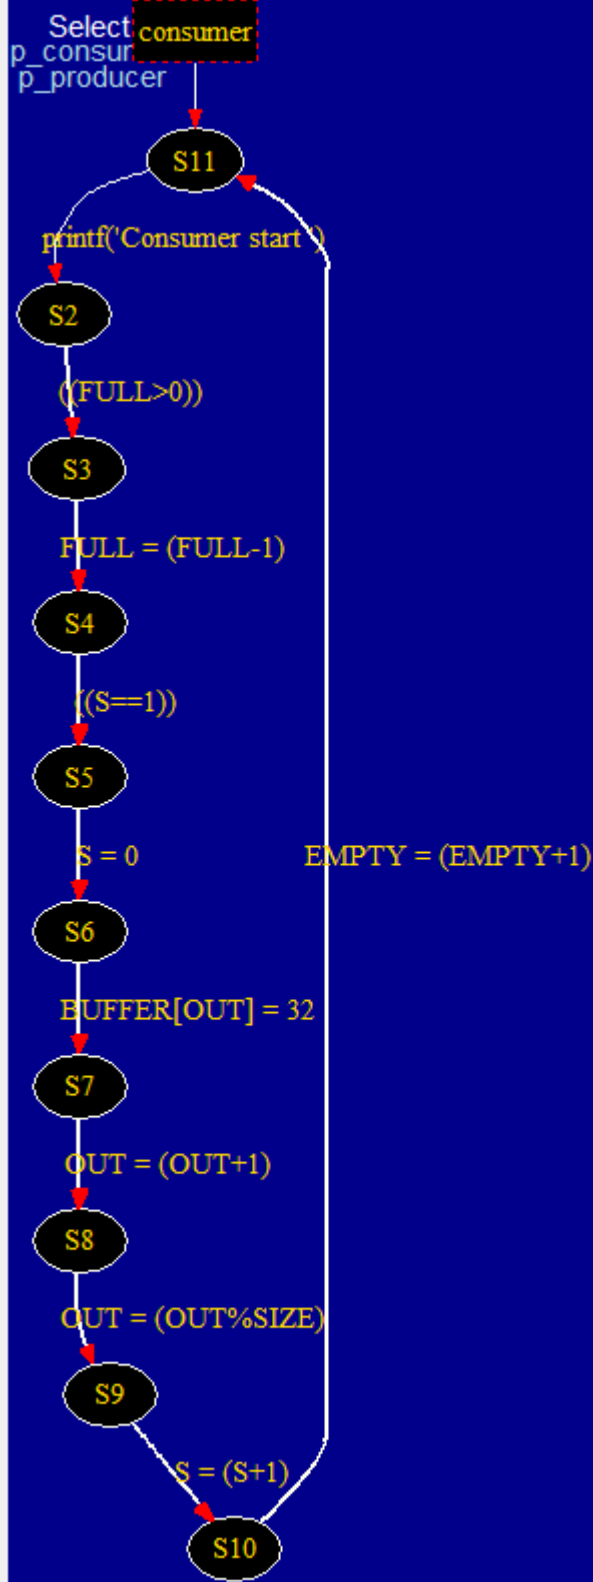 Select
consumer
p_consu
p_producer
S11
printf('Consumer start ')
S2
((FULL>0))
S3
FULL = (FULL-1)
S4
((S==1))
S5
S = 0
EMPTY = (EMPTY+1)
S6
BUFFER[OUT] = 32
S7
OUT = (OUT+1)
S8
OUT = (OUT%SIZE)
S9
S = (S+1)
S10